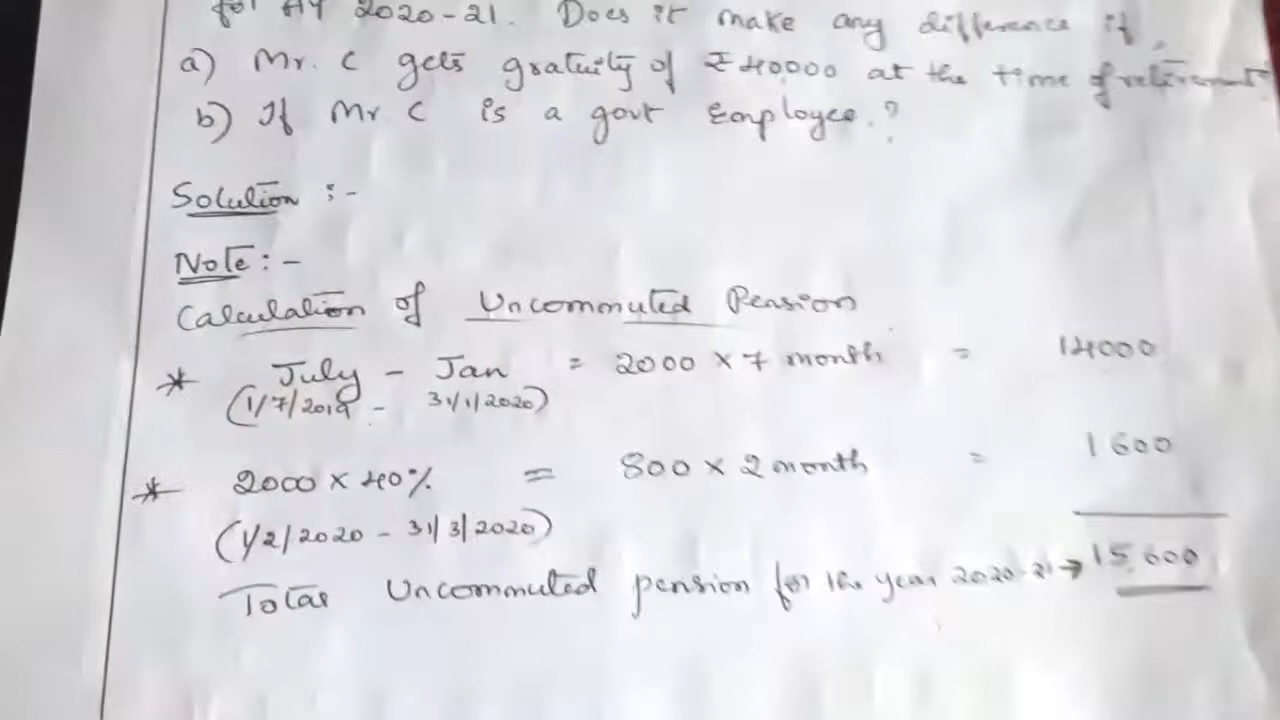 for AY 2020-21. Does it make any difference if,
a) Mr. C gets gratuity of ₹40000 at the time of retirement.
b) If Mr. C is a govt Employee.?
Solution :-
Note:-
Calculation of Uncommuted Pension
* July - Jan = 2000 x 7 month = 14000
(1/7/2019 - 31/1/2020)
* 2000 x 40% = 800 x 2 month = 1600
(1/2/2020 - 31/3/2020)
Total Uncommuted pension for the year 2020-21 → 15,600